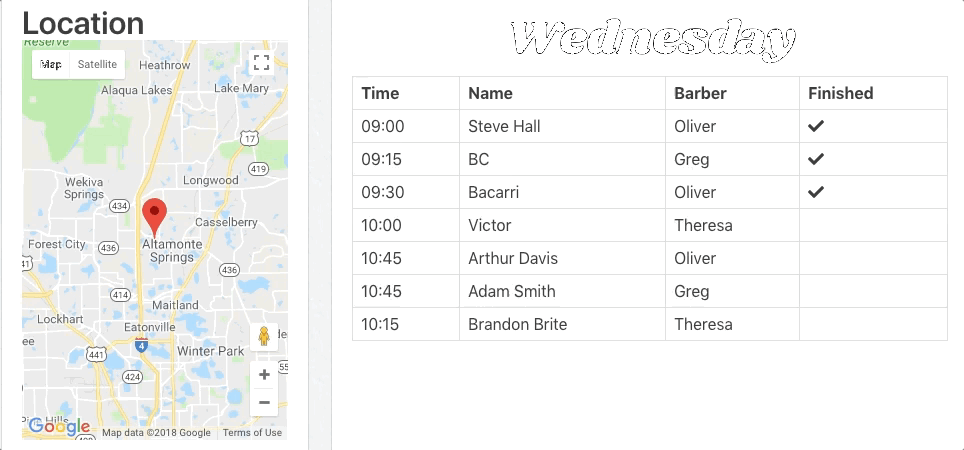 Location
Reserve
Map Satellite
Heathrow
Alaqua Lakes
Lake Mary
17
419
Wekiva
Springs
Longwood
434
Casselberry
Forest City
436
Altamonte
Springs
41
436
414
Maitland
Lockhart
Eatonville
441
4
Winter Park
424
Google
Map data ©2018 Google Terms of Use
Wednesday
Time Name Barber Finished
09:00 Steve Hall Oliver
09:15 BC Greg
09:30 Bacarri Oliver
10:00 Victor Theresa
10:45 Arthur Davis Oliver
10:45 Adam Smith Greg
10:15 Brandon Brite Theresa